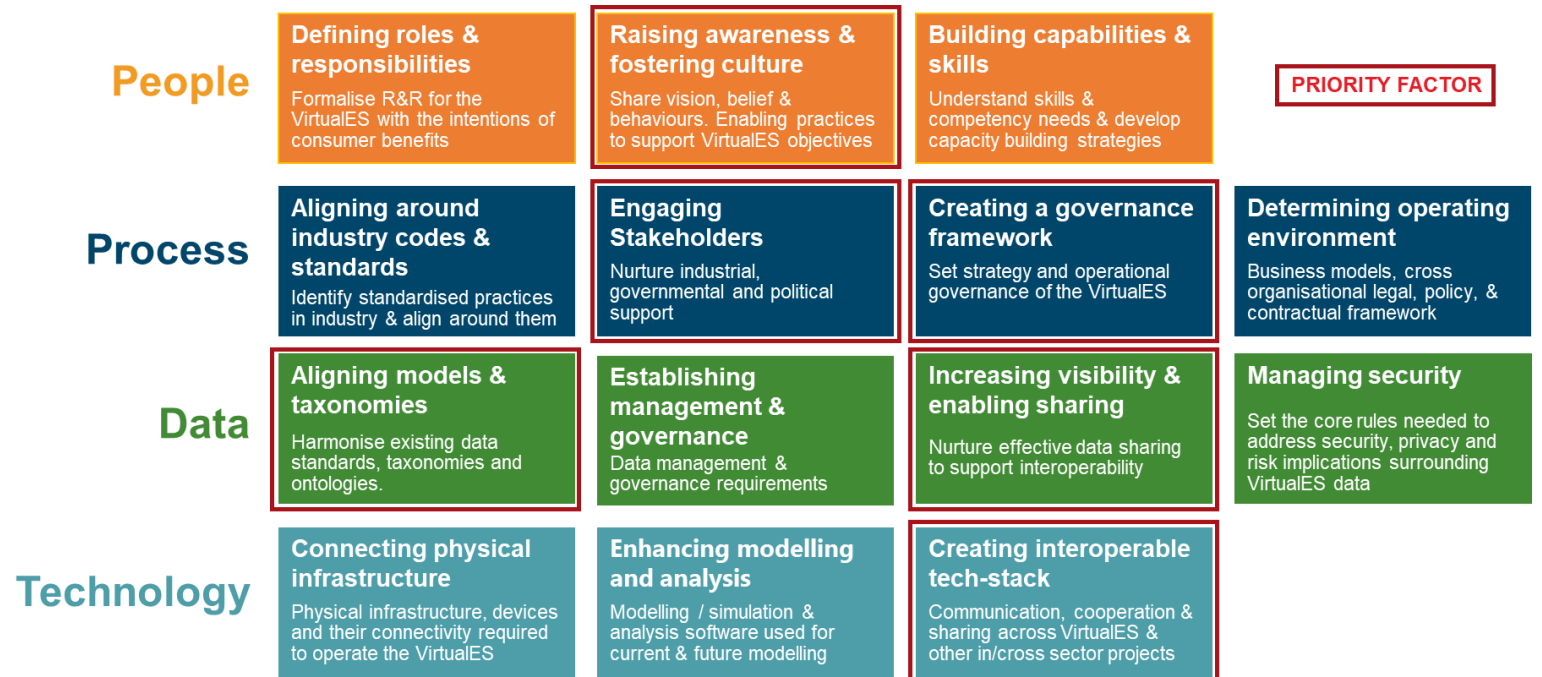 People
Defining roles &
responsibilities
Formalise R&R for the
VirtualES with the intentions of
consumer benefits
Raising awareness &
fostering culture
Share vision, belief &
behaviours. Enabling practices
to support VirtualES objectives
Building capabilities &
skills
Understand skills &
competency needs & develop
capacity building strategies
PRIORITY FACTOR
Process
Aligning around
industry codes &
standards
Identify standardised practices
in industry & align around them
Engaging
Stakeholders
Nurture industrial,
governmental and political
support
Creating a governance
framework
Set strategy and operational
governance of the VirtualES
Determining operating
environment
Business models, cross
organisational legal, policy, &
contractual framework
Data
Aligning models &
taxonomies
Harmonise existing data
standards, taxonomies and
ontologies.
Establishing
management &
governance
Data management &
governance requirements
Increasing visibility &
enabling sharing
Nurture effective data sharing
to support interoperability
Managing security
Set the core rules needed to
address security, privacy and
risk implications surrounding
VirtualES data
Technology
Connecting physical
infrastructure
Physical infrastructure, devices
and their connectivity required
to operate the VirtualES
Enhancing modelling
and analysis
Modelling / simulation &
analysis software used for
current & future modelling
Creating interoperable
tech-stack
Communication, cooperation &
sharing across VirtualES &
other in/cross sector projects